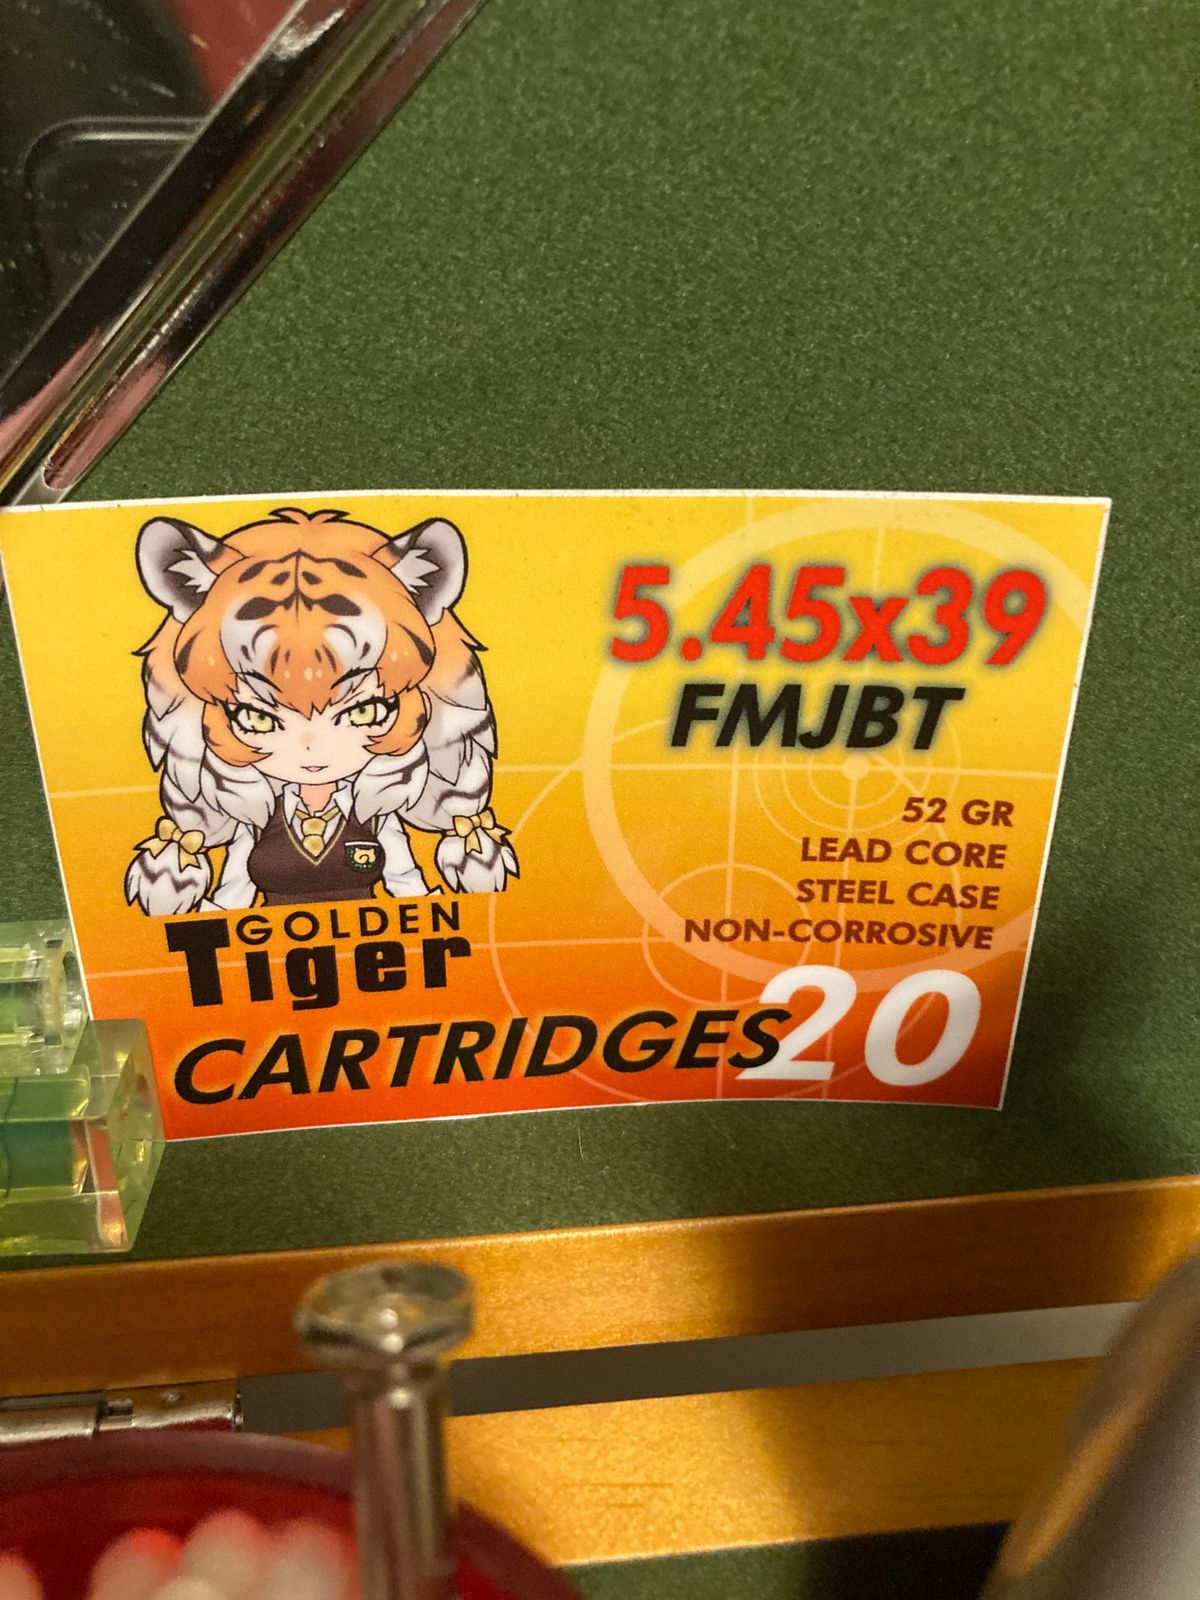 5.45x39
FMJBT
52 GR
LEAD CORE
STEEL CASE
NON-CORROSIVE
GOLDEN
Tiger
CARTRIDGES 20